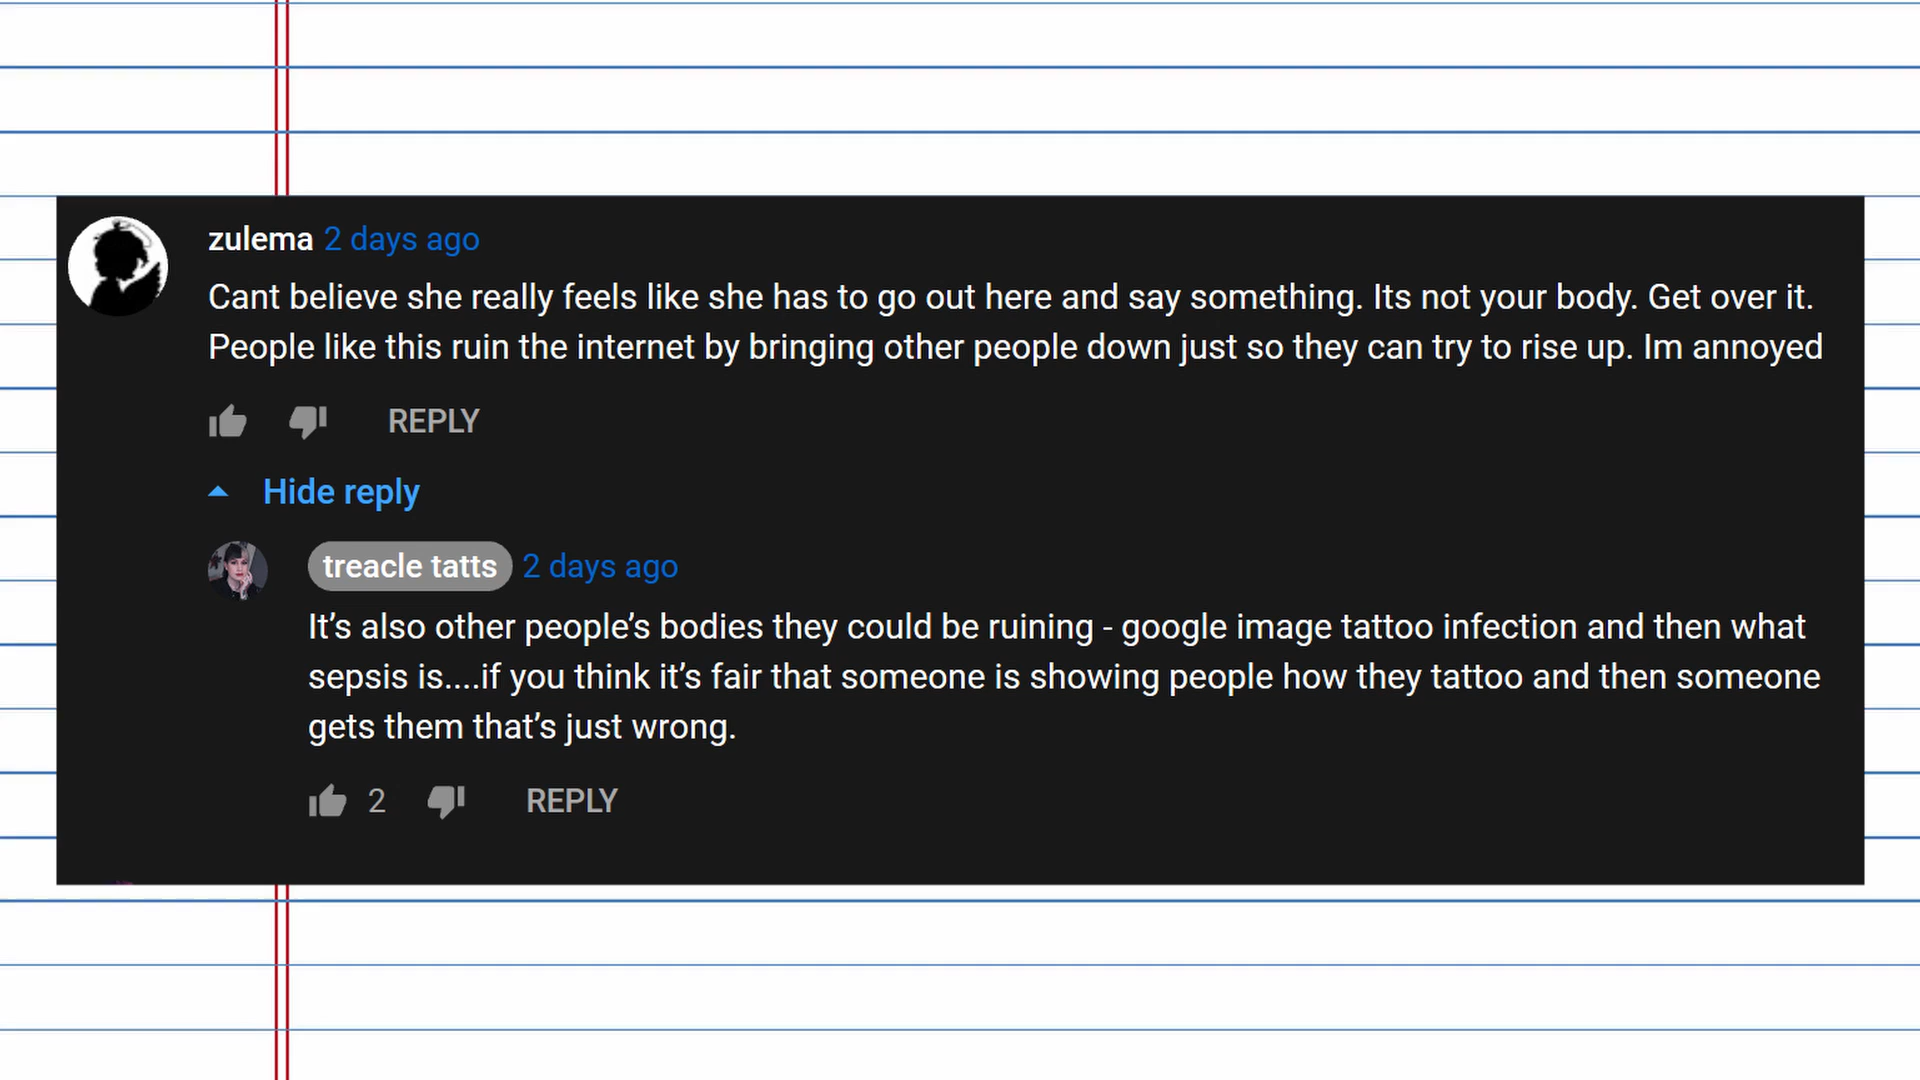 zulema 2 days ago
Cant believe she really feels like she has to go out here and say something. Its not your body. Get over it.
People like this ruin the internet by bringing other people down just so they can try to rise up. Im annoyed
REPLY
Hide reply
treacle tatts 2 days ago
It’s also other people’s bodies they could be ruining - google image tattoo infection and then what
sepsis is....if you think it’s fair that someone is showing people how they tattoo and then someone
gets them that’s just wrong.
2 REPLY